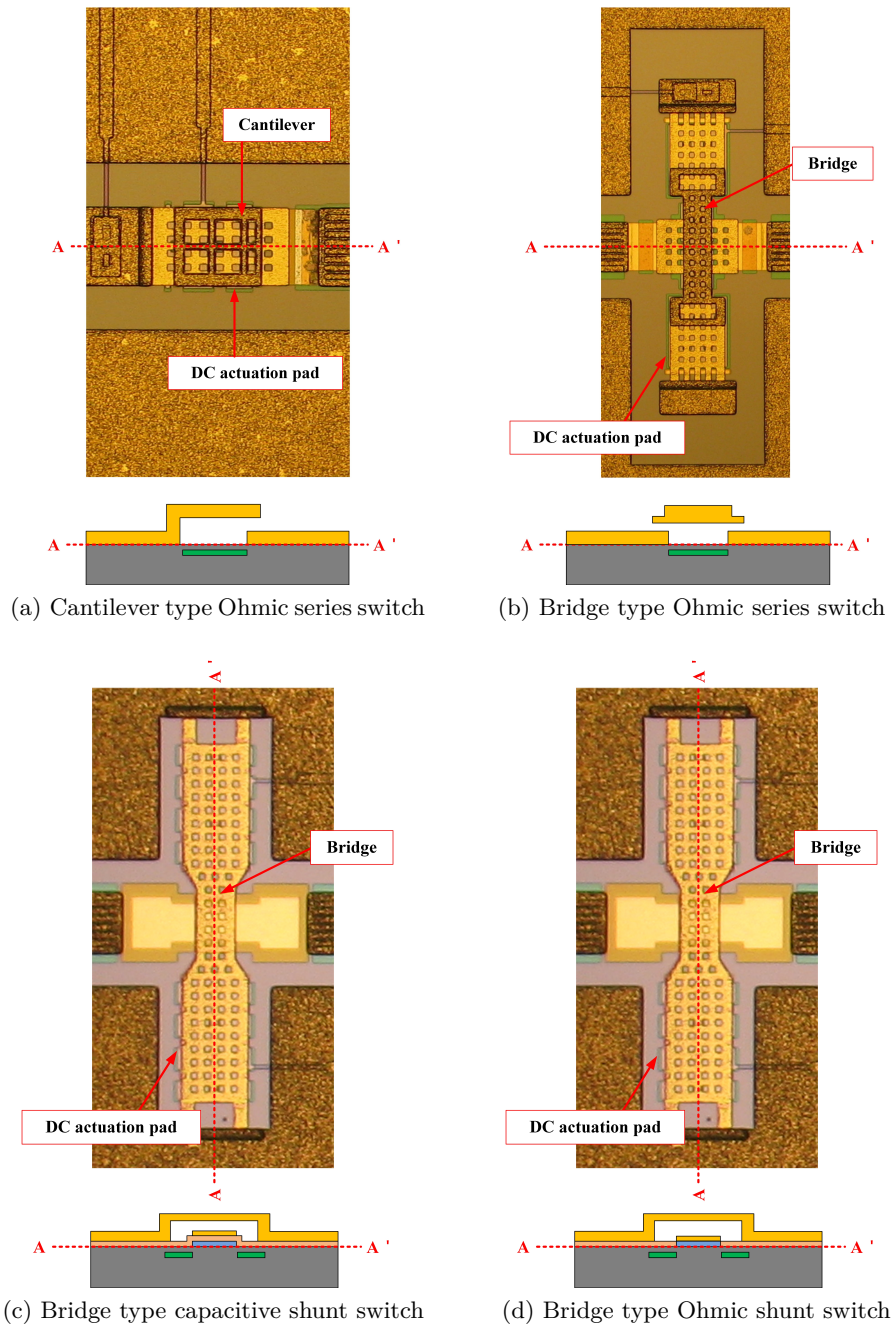 Cantilever
A
A '
DC actuation pad
A
A '
(a) Cantilever type Ohmic series switch
Bridge
A
A '
DC actuation pad
A
A '
(b) Bridge type Ohmic series switch
A '
Bridge
DC actuation pad
A
A
A '
(c) Bridge type capacitive shunt switch
A '
Bridge
DC actuation pad
A
A
A '
(d) Bridge type Ohmic shunt switch